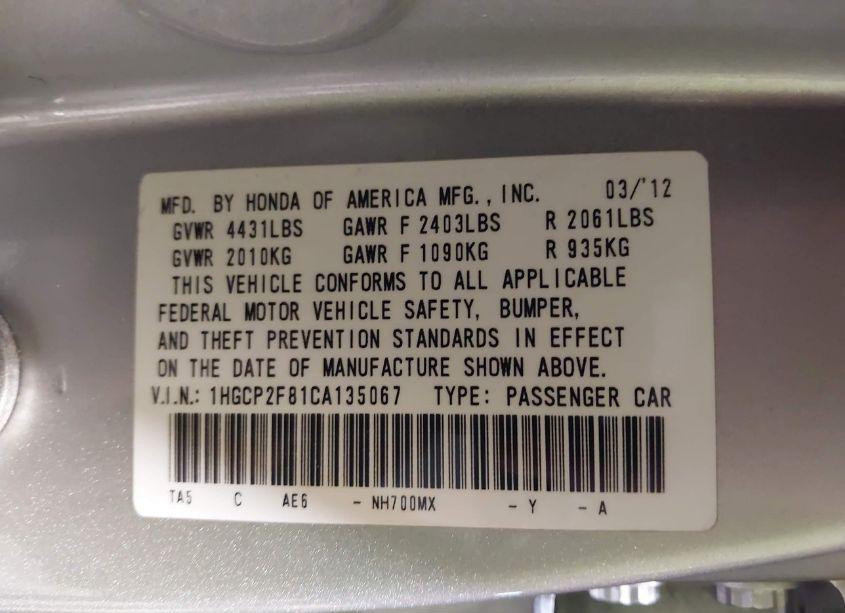 MFD. BY HONDA OF AMERICA MFG., INC. 03/'12
GVWR 4431LBS GAWR F 2403LBS R 2061LBS
GVWR 2010KG GAWR F 1090KG R 935KG
THIS VEHICLE CONFORMS TO ALL APPLICABLE
FEDERAL MOTOR VEHICLE SAFETY, BUMPER,
AND THEFT PREVENTION STANDARDS IN EFFECT
ON THE DATE OF MANUFACTURE SHOWN ABOVE.
V.I.N.: 1HGCP2F81CA135067 TYPE: PASSENGER CAR
TA5 C AE6 - NH700MX - Y - A